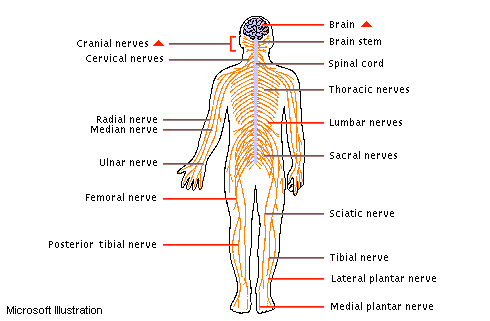 Brain
Cranial nerves
Brain stem
Cervical nerves
Spinal cord
Thoracic nerves
Radial nerve
Lumbar nerves
Median nerve
Ulnar nerve
Sacral nerves
Femoral nerve
Sciatic nerve
Posterior tibial nerve
Tibial nerve
Lateral plantar nerve
Medial plantar nerve
Microsoft Illustration